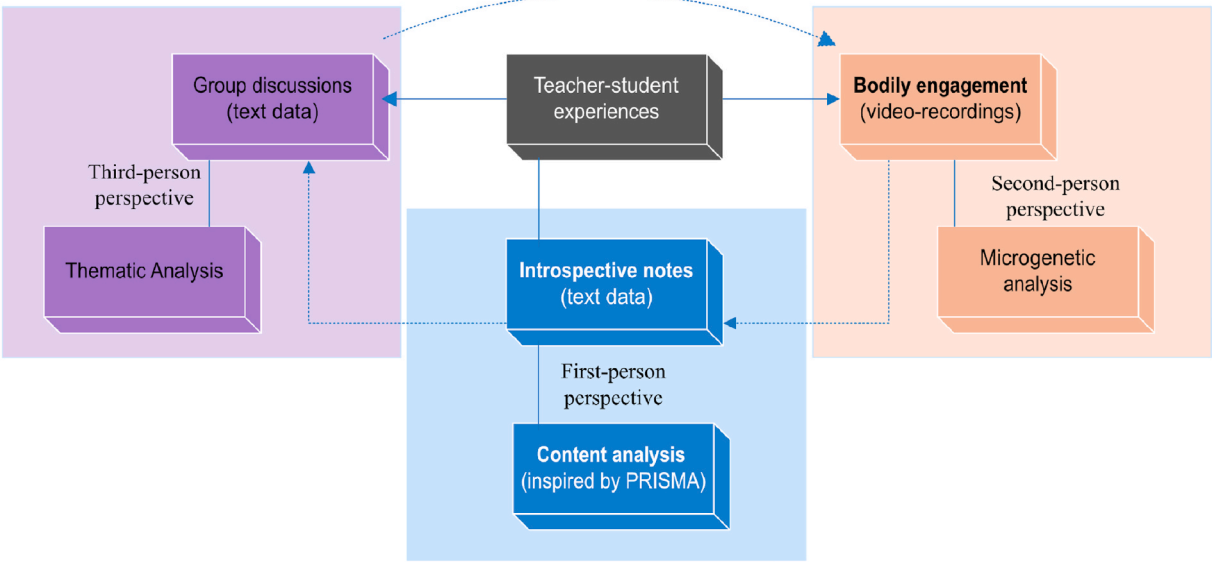 Group discussions
(text data)
Teacher-student
experiences
Bodily engagement
(video-recordings)
Third-person
perspective
Second-person
perspective
Thematic Analysis
Introspective notes
(text data)
Microgenetic
analysis
First-person
perspective
Content analysis
(inspired by PRISMA)